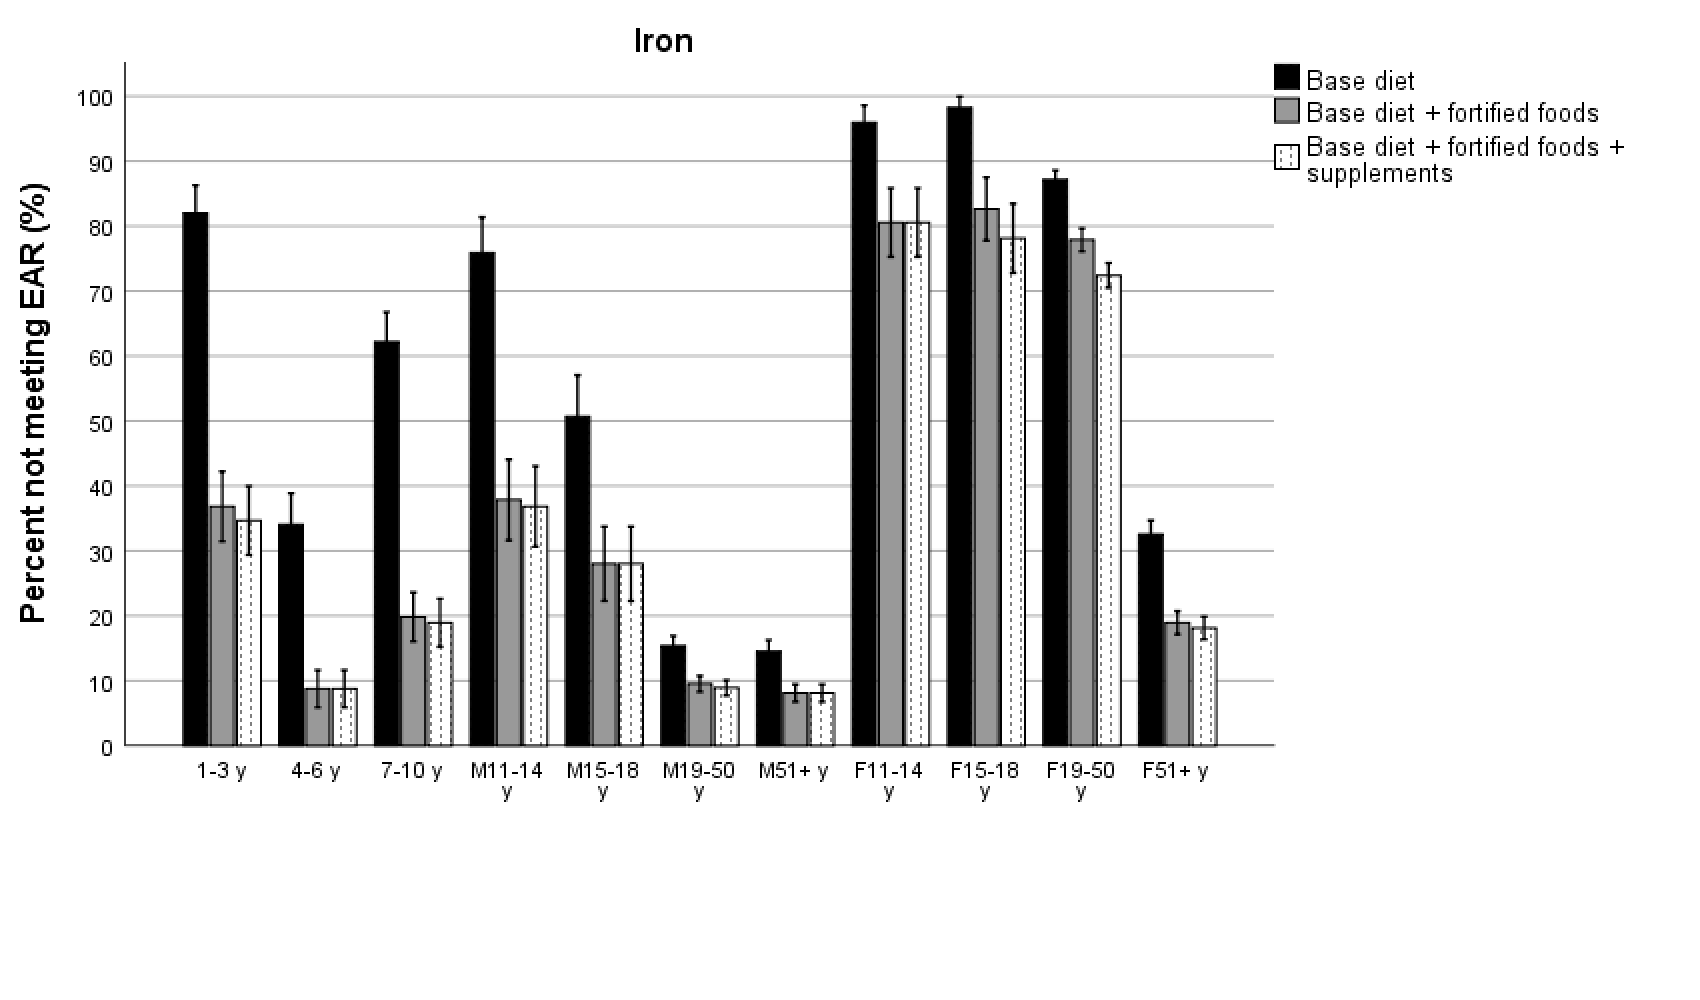 Iron
Base diet
Base diet + fortified foods
Base diet + fortified foods +
supplements
Percent not meeting EAR (%)
100
90
80
70
60
50
40
30
20
10
0
1-3 y
4-6 y
7-10 y
M11-14
y
M15-18
y
M19-50
y
M51+ y
F11-14
y
F15-18
y
F19-50
y
F51+ y